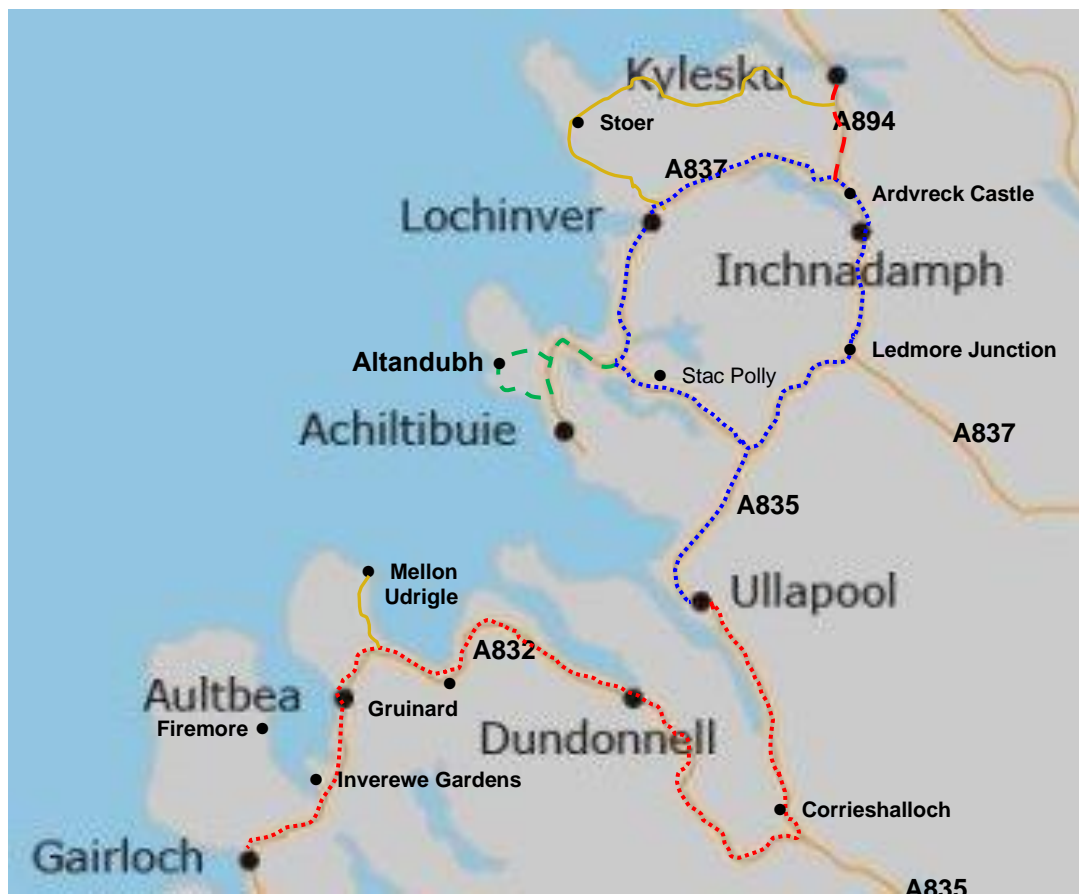 Kylesku
Stoer
A894
A837
Ardvreck Castle
Lochinver
Inchnadamph
Ledmore Junction
Altandubh
Stac Polly
Achiltibuie
A837
A835
Mellon
Udrigle
Ullapool
A832
Aultbea
Gruinard
Firemore
Dundonnell
Inverewe Gardens
Corrieshalloch
Gairloch
A835